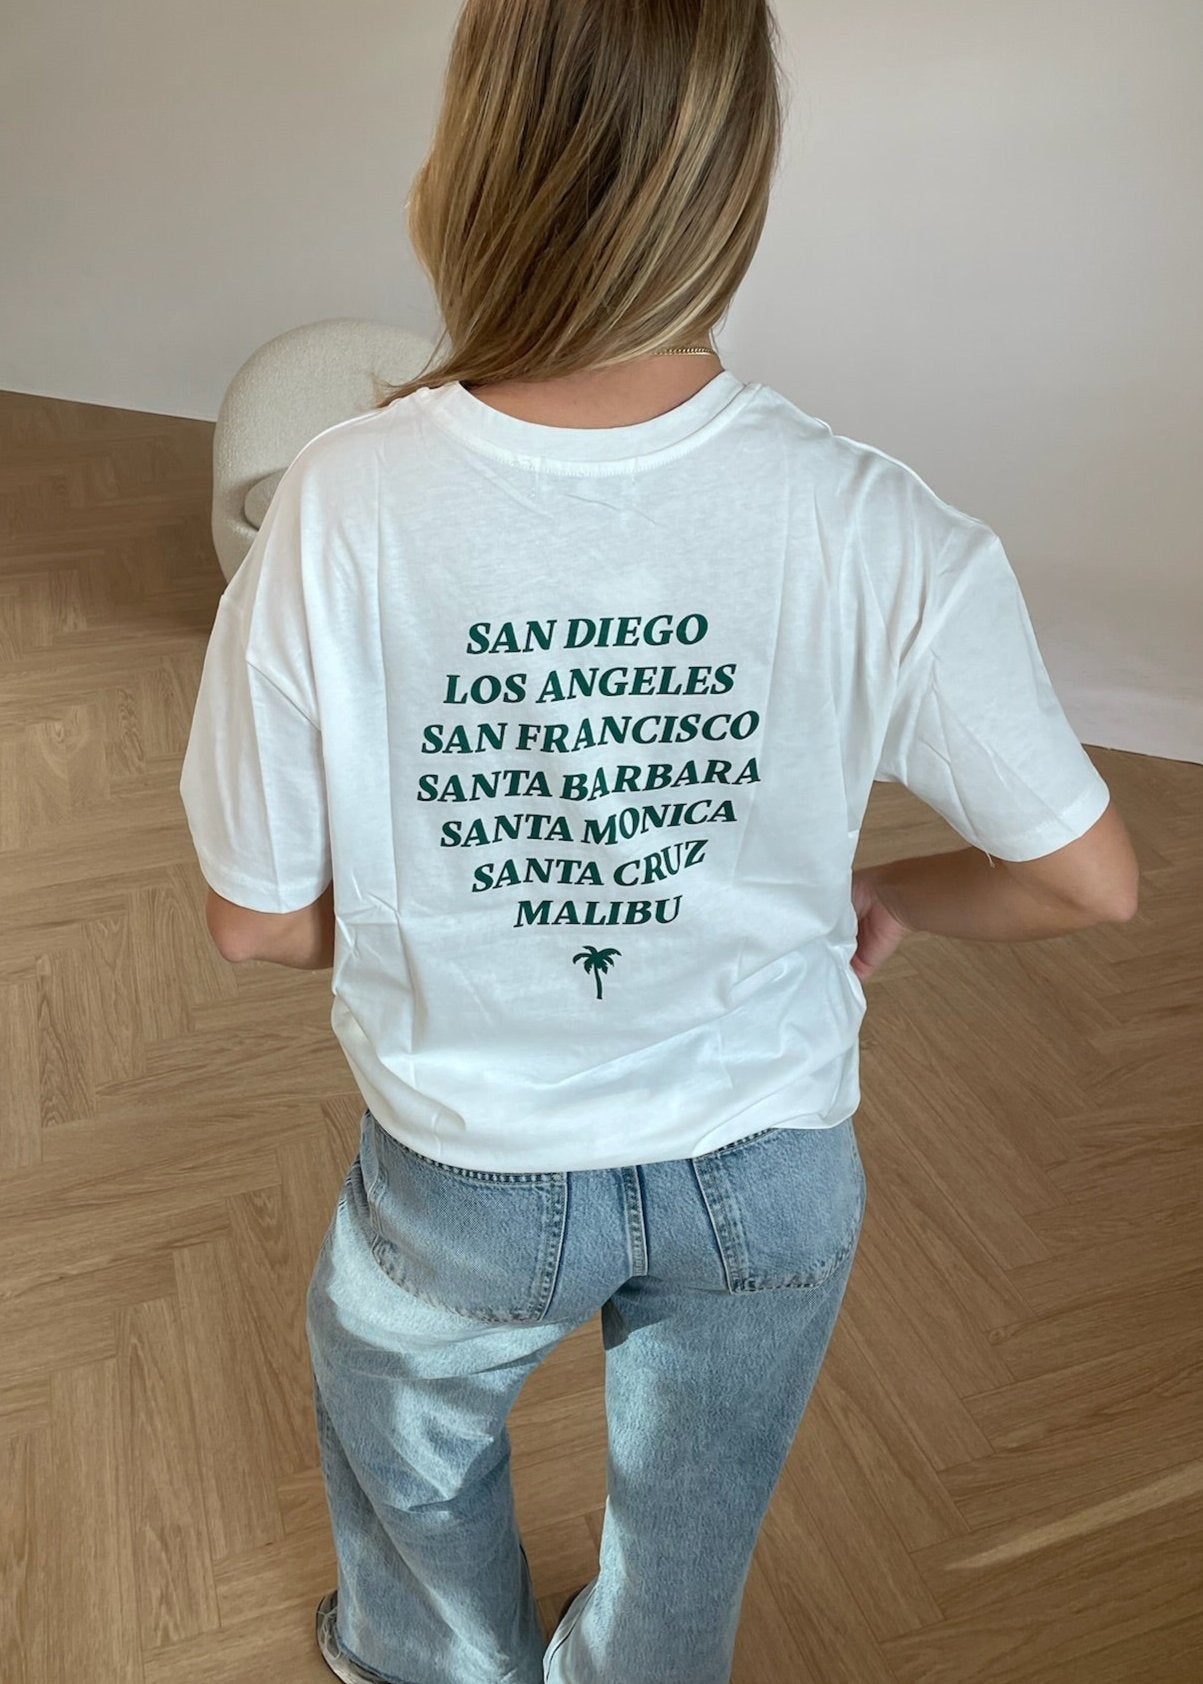 SAN DIEGO
LOS ANGELES
SAN FRANCISCO
SANTA BARBARA
SANTA MONICA
SANTA CRUZ
MALIBU